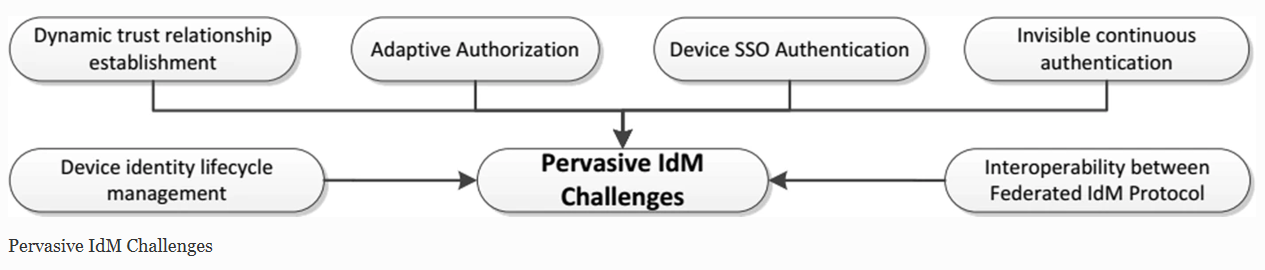 Dynamic trust relationship
establishment
Adaptive Authorization
Device SSO Authentication
Invisible continuous
authentication
Device identity lifecycle
management
Pervasive IdM
Challenges
Interoperability between
Federated IdM Protocol
Pervasive IdM Challenges